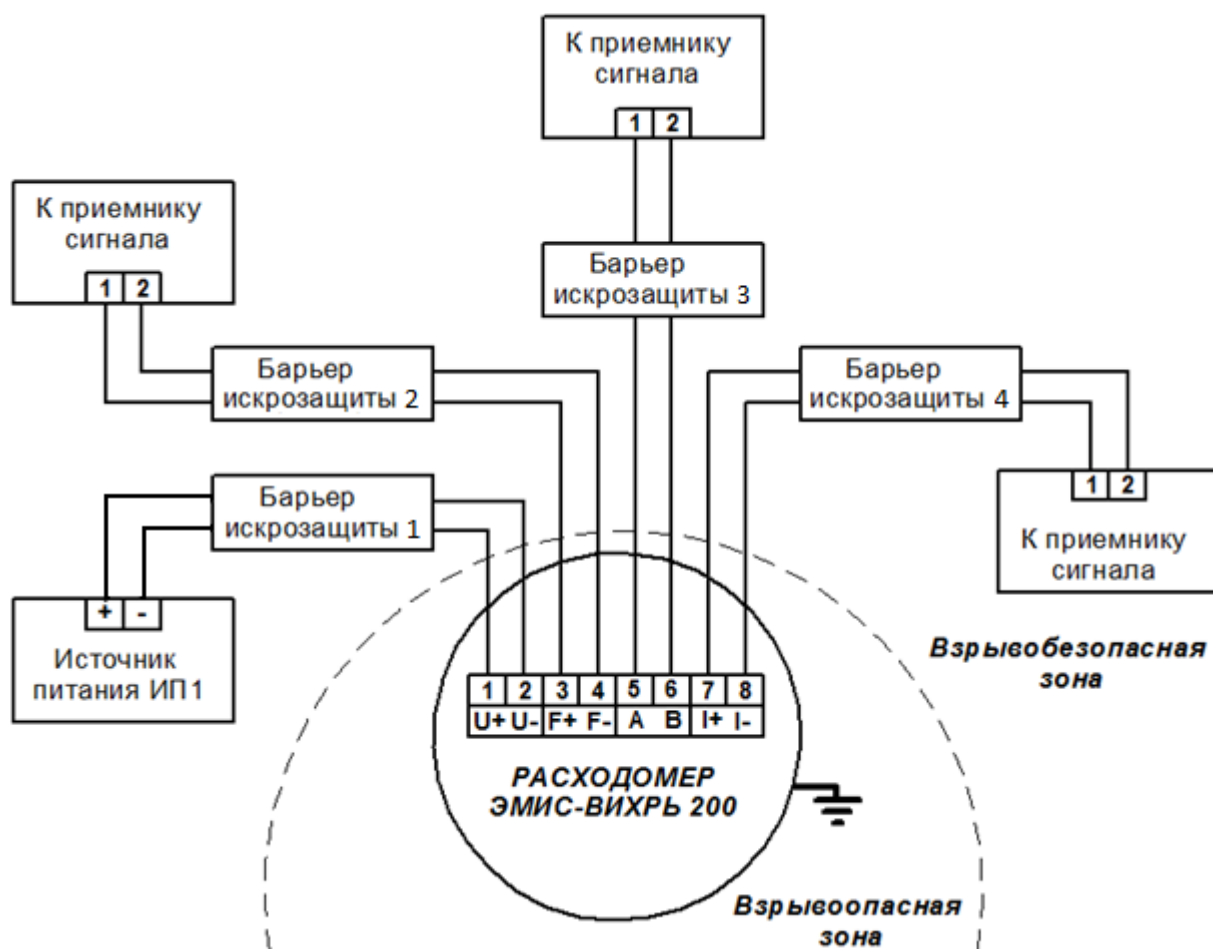 К приемнику
сигнала
1 2
К приемнику
сигнала
1 2
Барьер
искрозащиты 3
Барьер
искрозащиты 2
Барьер
искрозащиты 4
1 2
К приемнику
сигнала
Барьер
искрозащиты 1
+ -
Источник
питания ИП1
Взрывобезопасная
зона
1 2 3 4 5 6 7 8
U+ U- F+ F- A B I+ I-
РАСХОДОМЕР
ЭМИС-ВИХРЬ 200
Взрывоопасная
зона